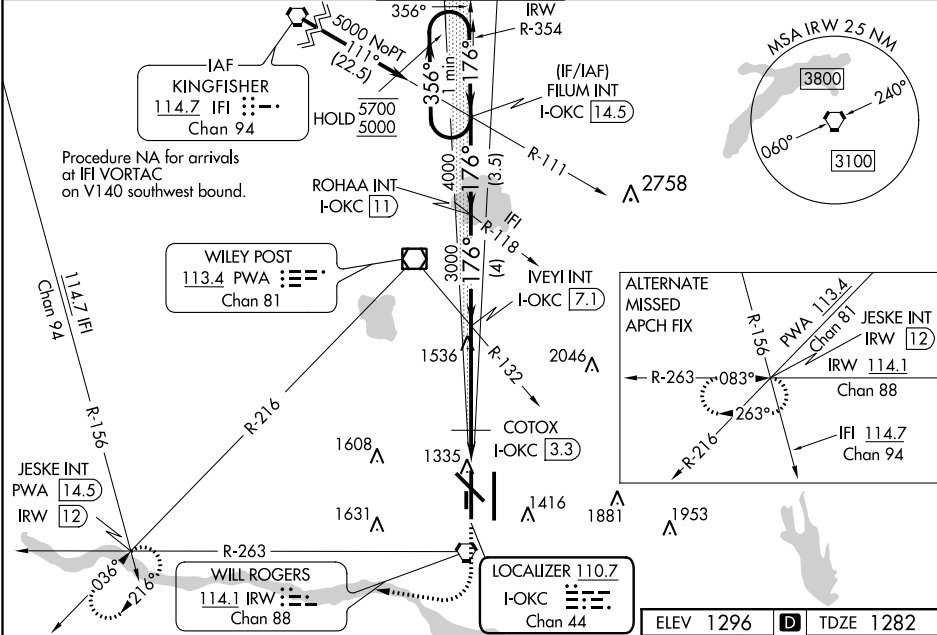 356°
IRW
R-354
5000 NoPT
111°
(22.5)
IAF
KINGFISHER
114.7 IFI
Chan 94
HOLD 5700
5000
356°
1 min
176°
(IF/IAF)
FILUM INT
I-OKC 14.5
MSA IRW 25 NM
3800
240°
060°
3100
Procedure NA for arrivals
at IFI VORTAC
on V140 southwest bound.
4000
176°
(3.5)
R-111
2758
ROHAA INT
I-OKC 11
IFI
R-118
WILEY POST
113.4 PWA
Chan 81
3000
176°
(4)
IVEYI INT
I-OKC 7.1
114.7 IFI
Chan 94
R-156
R-216
1536
R-132
2046
ALTERNATE
MISSED
APCH FIX
R-156
PWA 113.4
Chan 81
JESKE INT
IRW 12
R-263
083°
IRW 114.1
Chan 88
263°
R-216
IFI 114.7
Chan 94
1608
1335
COTOX
I-OKC 3.3
JESKE INT
PWA 14.5
IRW 12
1631
1416
1881
1953
R-263
036°
216°
WILL ROGERS
114.1 IRW
Chan 88
LOCALIZER 110.7
I-OKC
Chan 44
ELEV 1296 D TDZE 1282